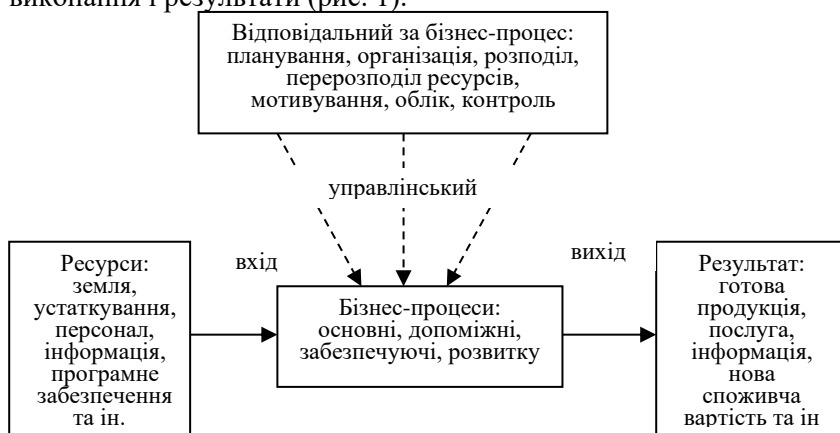 виконання і результати (рис. 1).
Відповідальний за бізнес-процес:
планування, організація, розподіл,
перерозподіл ресурсів,
мотивування, облік, контроль
управлінський
вхід
вихід
Ресурси:
земля,
устаткування,
персонал,
інформація,
програмне
забезпечення
та ін.
Бізнес-процеси:
основні, допоміжні,
забезпечуючі, розвитку
Результат:
готова
продукція,
послуга,
інформація,
нова
споживча
вартість та ін